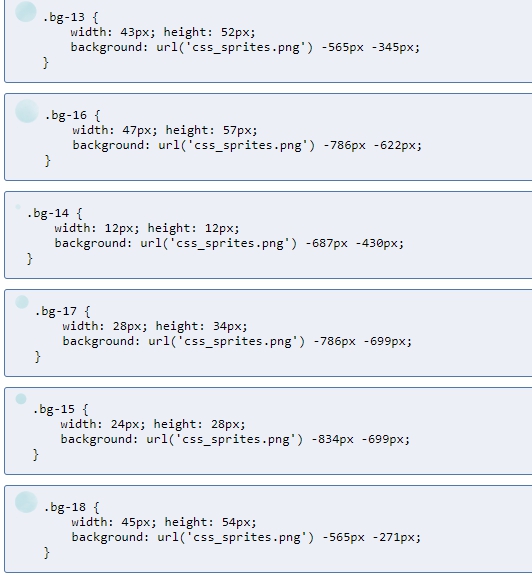 .bg-13 {
width: 43px; height: 52px;
background: url('css_sprites.png') -565px -345px;
}
.bg-16 {
width: 47px; height: 57px;
background: url('css_sprites.png') -786px -622px;
}
.bg-14 {
width: 12px; height: 12px;
background: url('css_sprites.png') -687px -430px;
}
.bg-17 {
width: 28px; height: 34px;
background: url('css_sprites.png') -786px -699px;
}
.bg-15 {
width: 24px; height: 28px;
background: url('css_sprites.png') -834px -699px;
}
.bg-18 {
width: 45px; height: 54px;
background: url('css_sprites.png') -565px -271px;
}